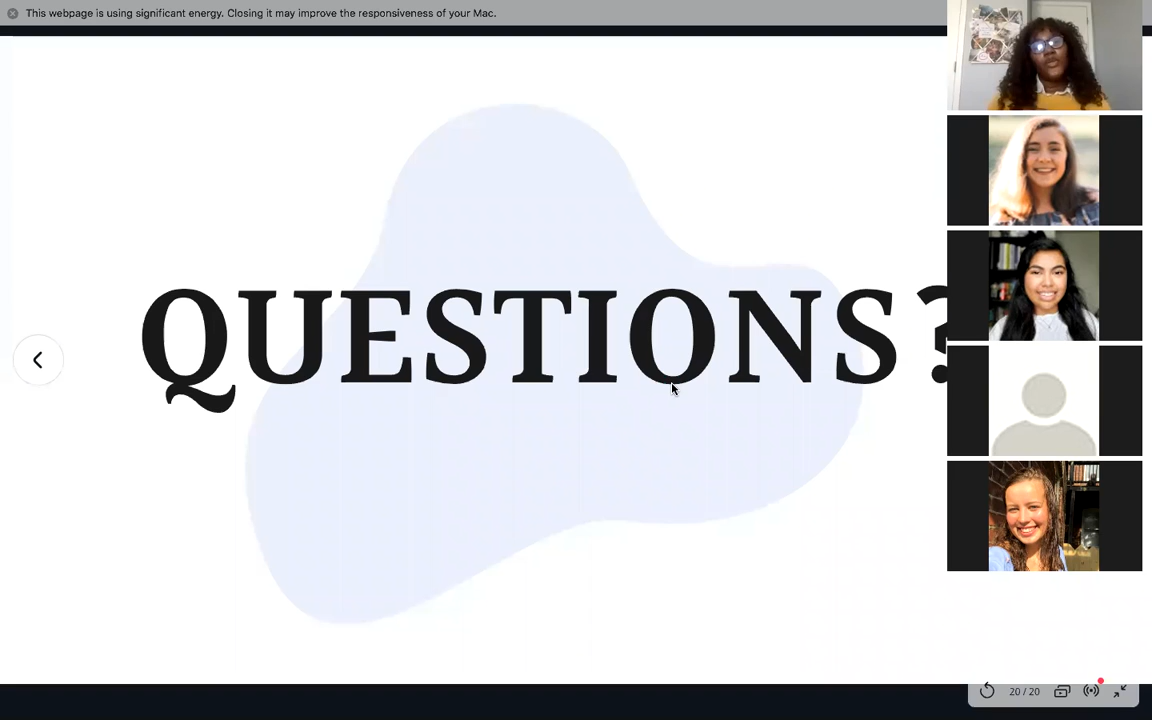 This webpage is using significant energy. Closing it may improve the responsiveness of your Mac.
QUESTIONS?
20 / 20